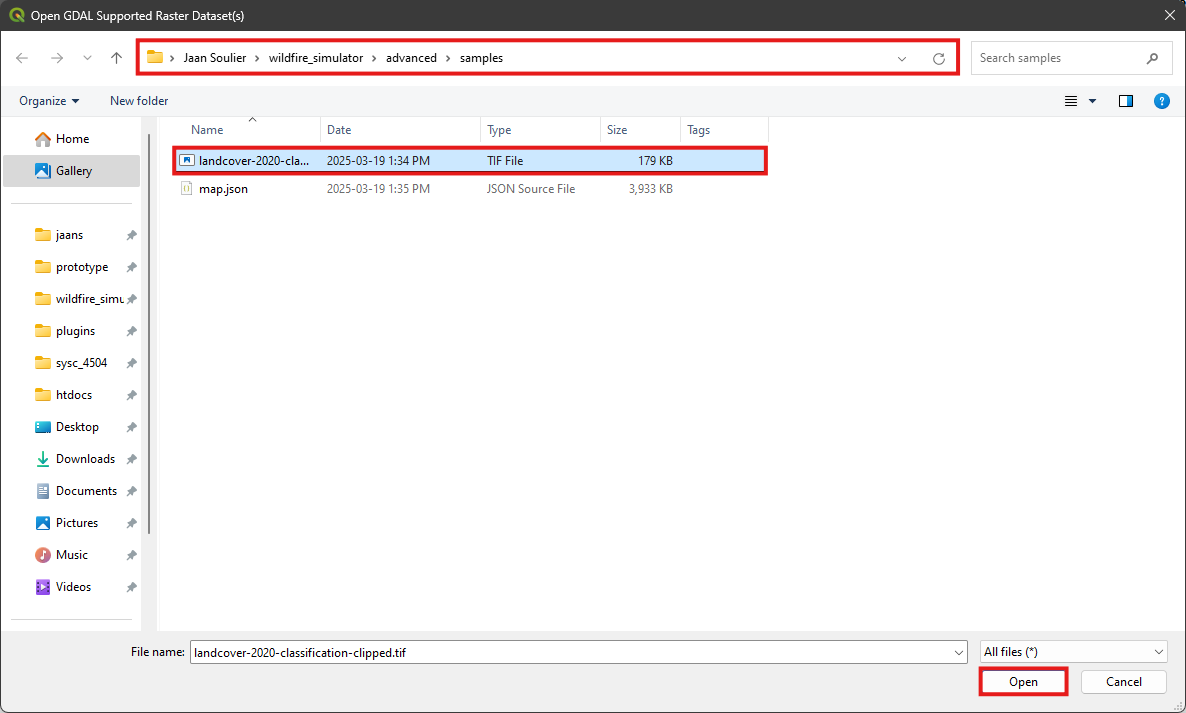 Open GDAL Supported Raster Dataset(s)
Jaan Soulier > wildfire_simulator > advanced > samples
Search samples
Organize
New folder
Name Date Type Size Tags
landcover-2020-cla... 2025-03-19 1:34 PM TIF File 179 KB
map.json 2025-03-19 1:35 PM JSON Source File 3,933 KB
Home
Gallery
jaans
prototype
wildfire_simu
plugins
sysc_4504
htdocs
Desktop
Downloads
Documents
Pictures
Music
Videos
File name: landcover-2020-classification-clipped.tif
All files (*)
Open
Cancel